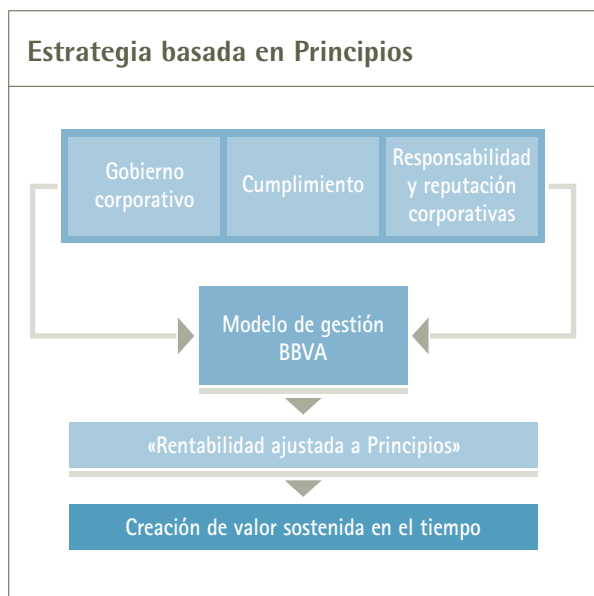 Estrategia basada en Principios
Gobierno
corporativo
Cumplimiento
Responsabilidad
y reputación
corporativas
Modelo de gestión
BBVA
«Rentabilidad ajustada a Principios»
Creación de valor sostenida en el tiempo